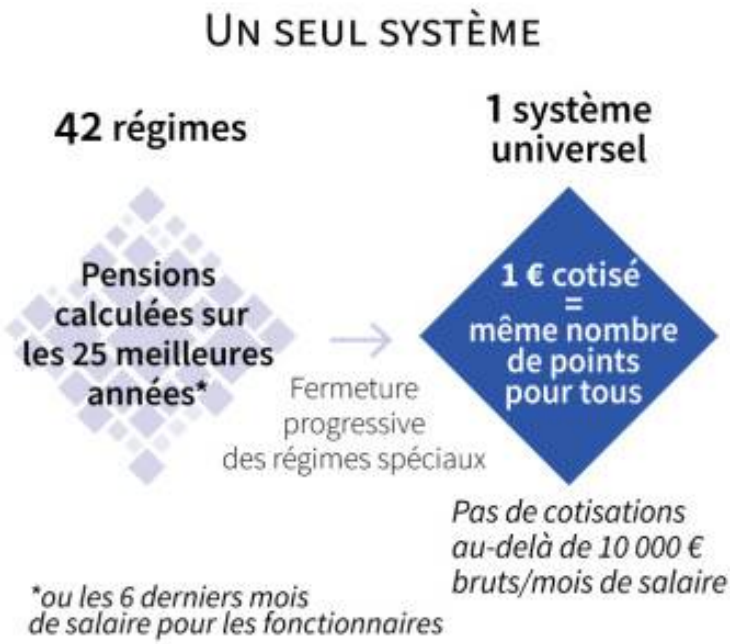 UN SEUL SYSTÈME
42 régimes
Pensions
calculées sur
les 25 meilleures
années*
Fermeture
progressive
des régimes spéciaux
1 système
universel
1 € cotisé
=
même nombre
de points
pour tous
Pas de cotisations
au-delà de 10 000 €
bruts/mois de salaire
*ou les 6 derniers mois
de salaire pour les fonctionnaires